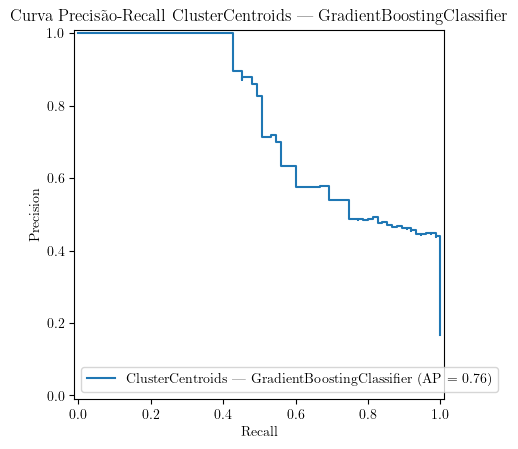 Curva Precisão-Recall ClusterCentroids — GradientBoostingClassifier
1.0
0.8
0.6
0.4
0.2
0.0
Precision
ClusterCentroids — GradientBoostingClassifier (AP = 0.76)
0.0 0.2 0.4 0.6 0.8 1.0
Recall